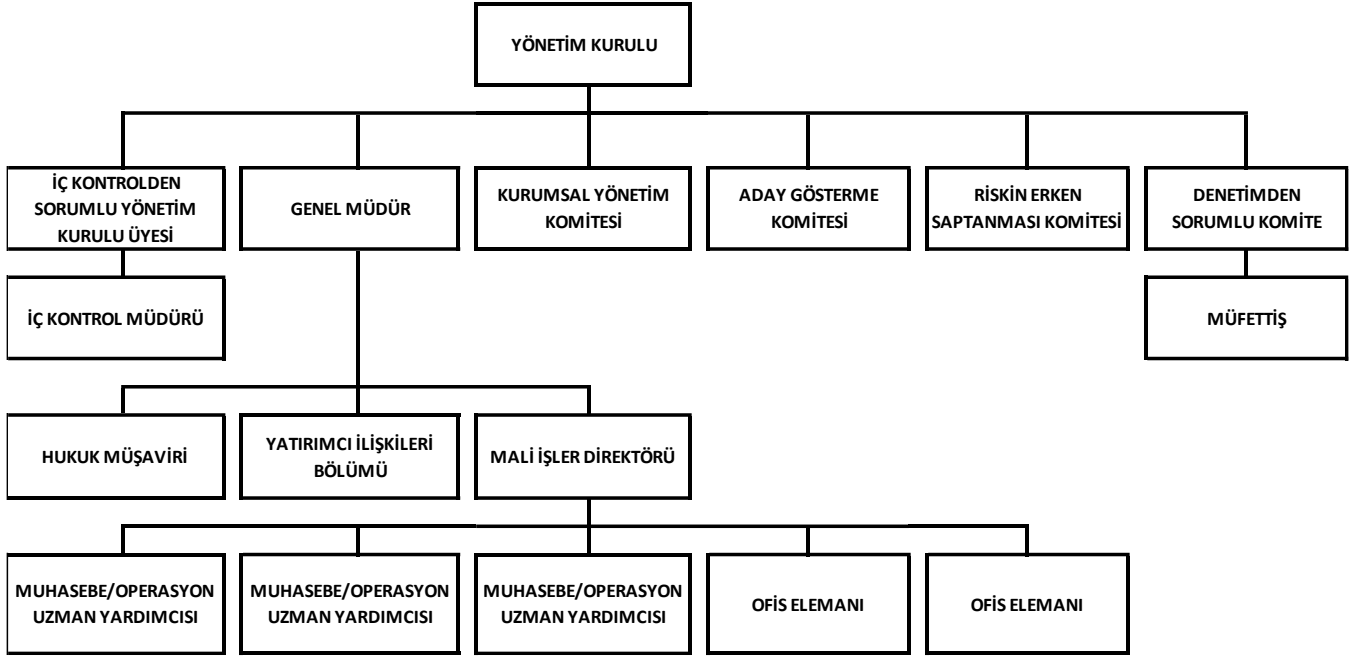 YÖNETİM KURULU
İÇ KONTROLDEN
SORUMLU YÖNETİM
KURULU ÜYESİ
GENEL MÜDÜR
KURUMSAL YÖNETİM
KOMİTESİ
ADAY GÖSTERME
KOMİTESİ
RİSKİN ERKEN
SAPTANMASI KOMİTESİ
DENETİMDEN
SORUMLU KOMİTE
İÇ KONTROL MÜDÜRÜ
MÜFETTİŞ
HUKUK MÜŞAVİRİ
YATIRIMCI İLİŞKİLERİ
BÖLÜMÜ
MALİ İŞLER DİREKTÖRÜ
MUHASEBE/OPERASYON
UZMAN YARDIMCISI
MUHASEBE/OPERASYON
UZMAN YARDIMCISI
MUHASEBE/OPERASYON
UZMAN YARDIMCISI
OFİS ELEMANI
OFİS ELEMANI